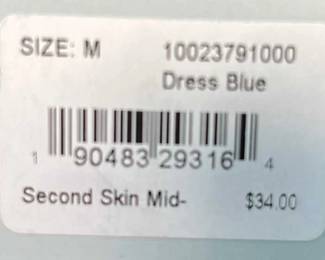 SIZE: M 10023791000
Dress Blue
1 90483 29316 4
Second Skin Mid- $34.00